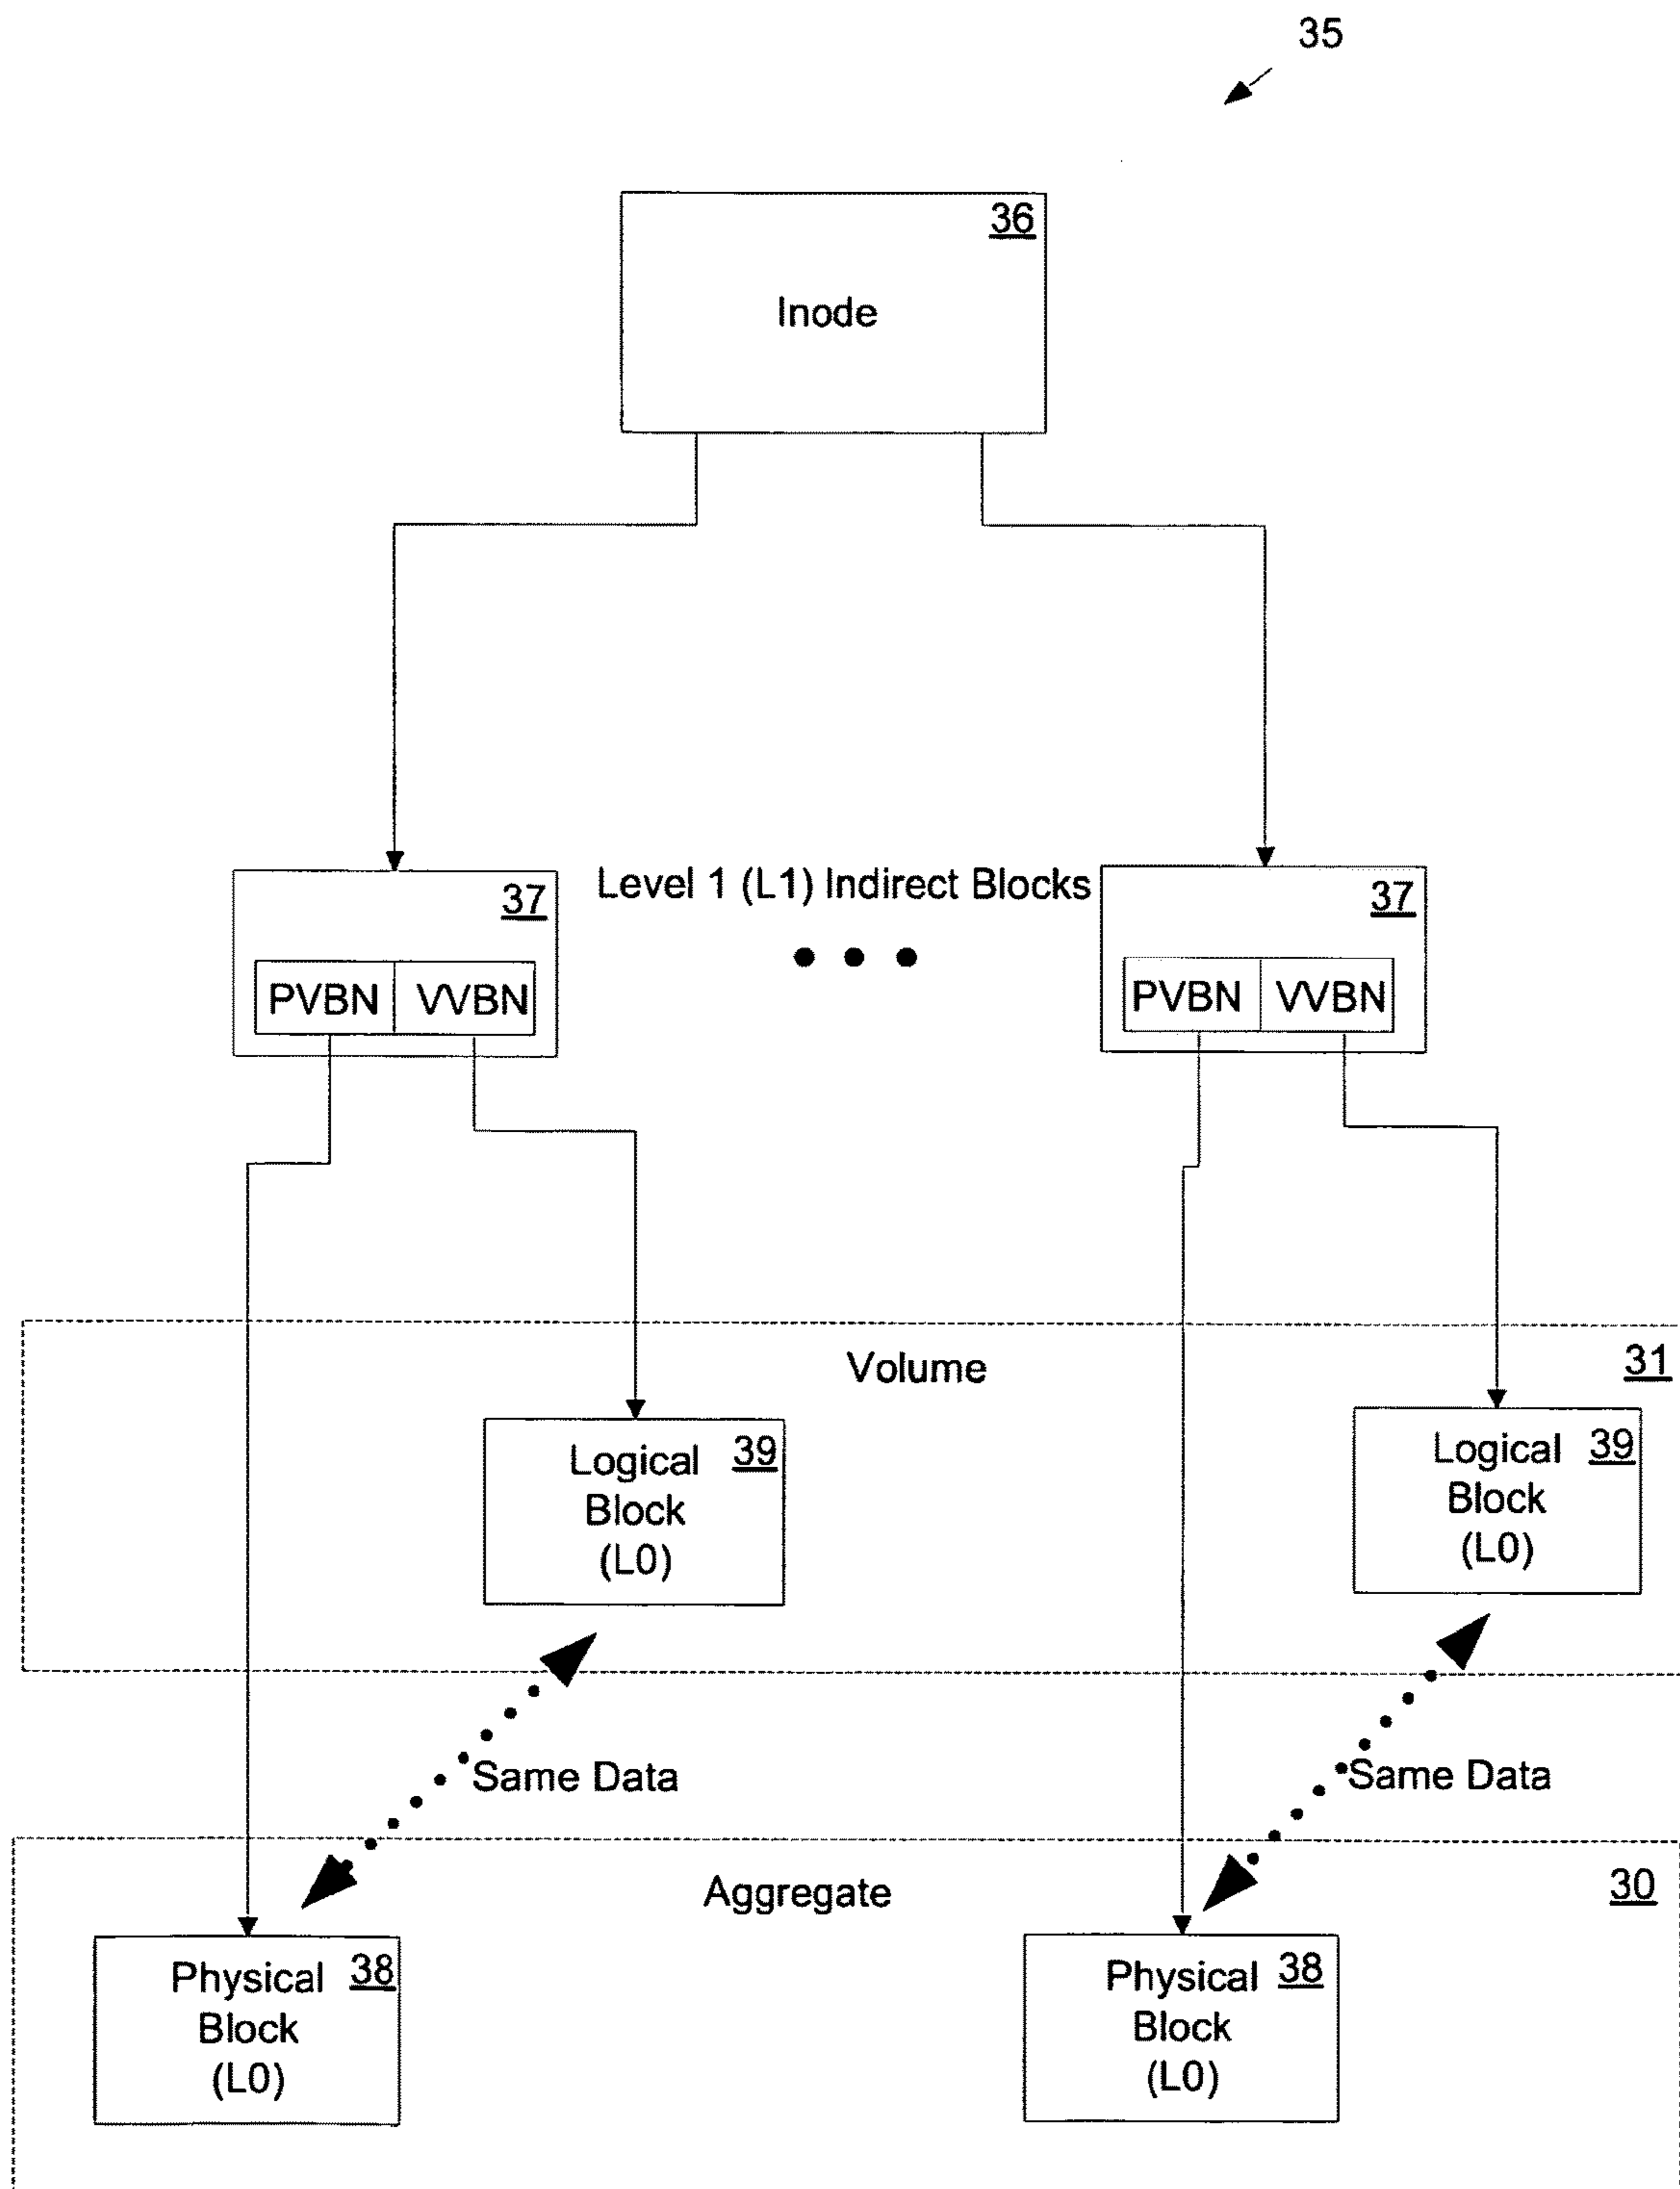 35
36
Inode
37
Level 1 (L1) Indirect Blocks
37
PVBN VVBN
PVBN VVBN
Volume
31
Logical 39
Block
(L0)
Logical 39
Block
(L0)
Same Data
Same Data
Aggregate
30
Physical 38
Block
(L0)
Physical 38
Block
(L0)